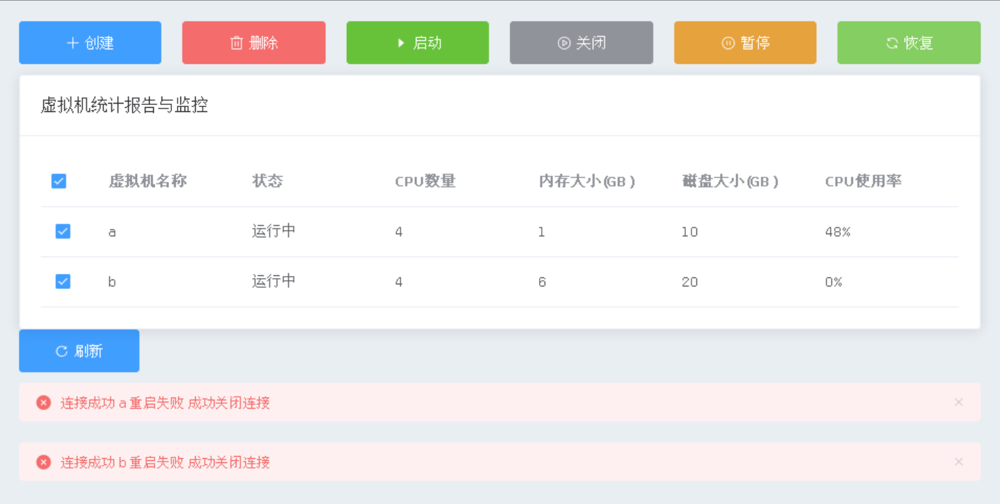 创建 删除 启动 关闭 暂停 恢复
虚拟机统计报告与监控
虚拟机名称 状态 CPU数量 内存大小(GB) 磁盘大小(GB) CPU使用率
a 运行中 4 1 10 48%
b 运行中 4 6 20 0%
刷新
连接成功 a 重启失败 成功关闭连接
连接成功 b 重启失败 成功关闭连接